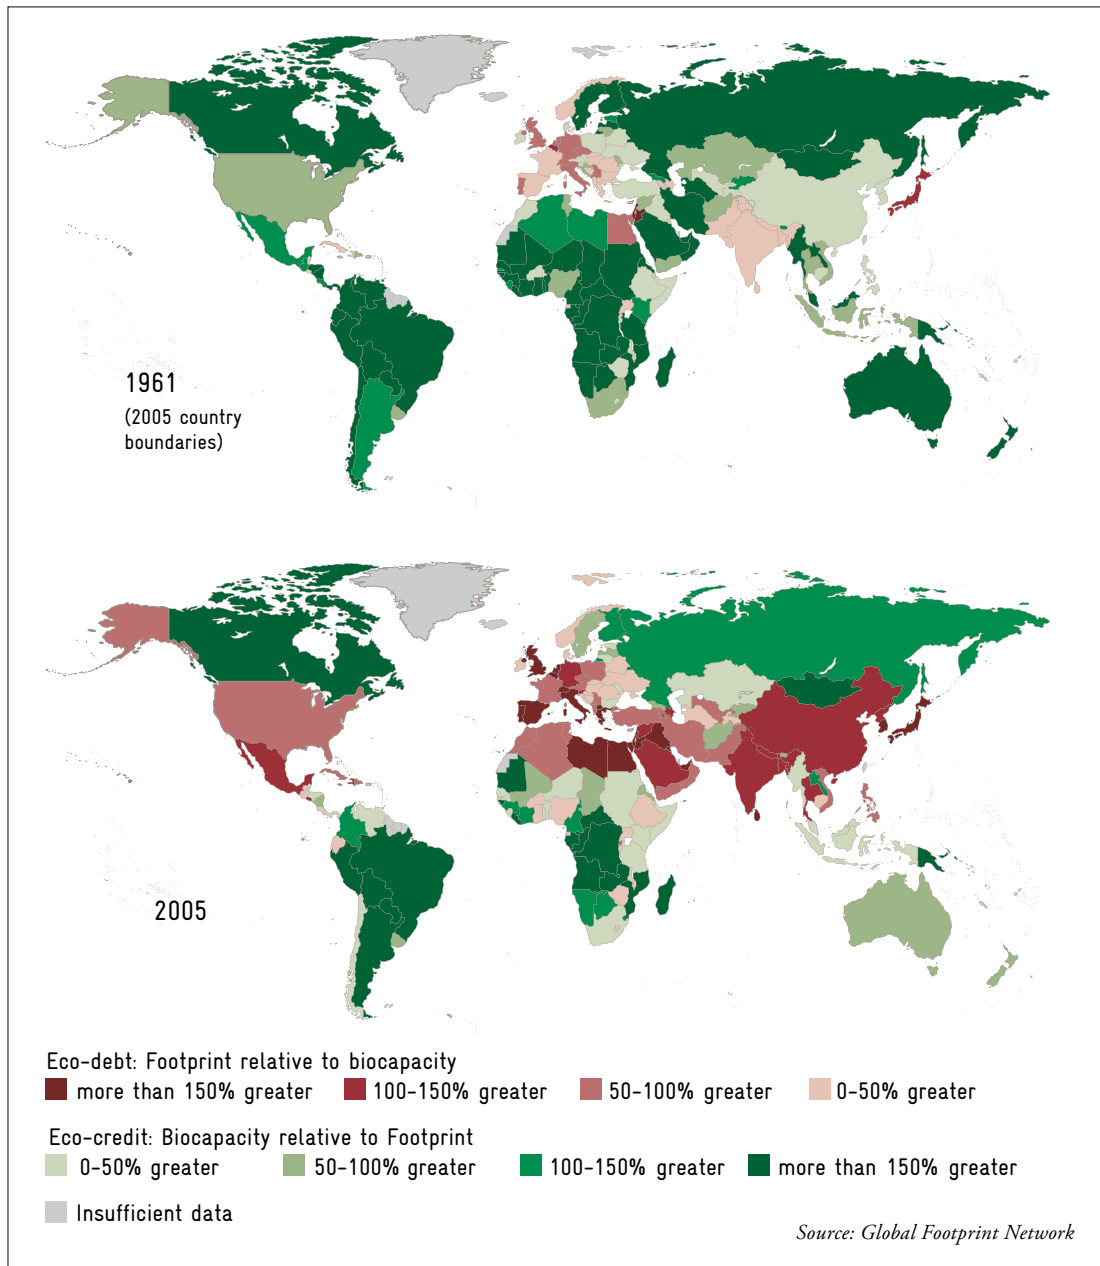 1961
(2005 country
boundaries)
2005
Eco-debt: Footprint relative to biocapacity
more than 150% greater 100-150% greater 50-100% greater 0-50% greater
Eco-credit: Biocapacity relative to Footprint
0-50% greater 50-100% greater 100-150% greater more than 150% greater
Insufficient data
Source: Global Footprint Network